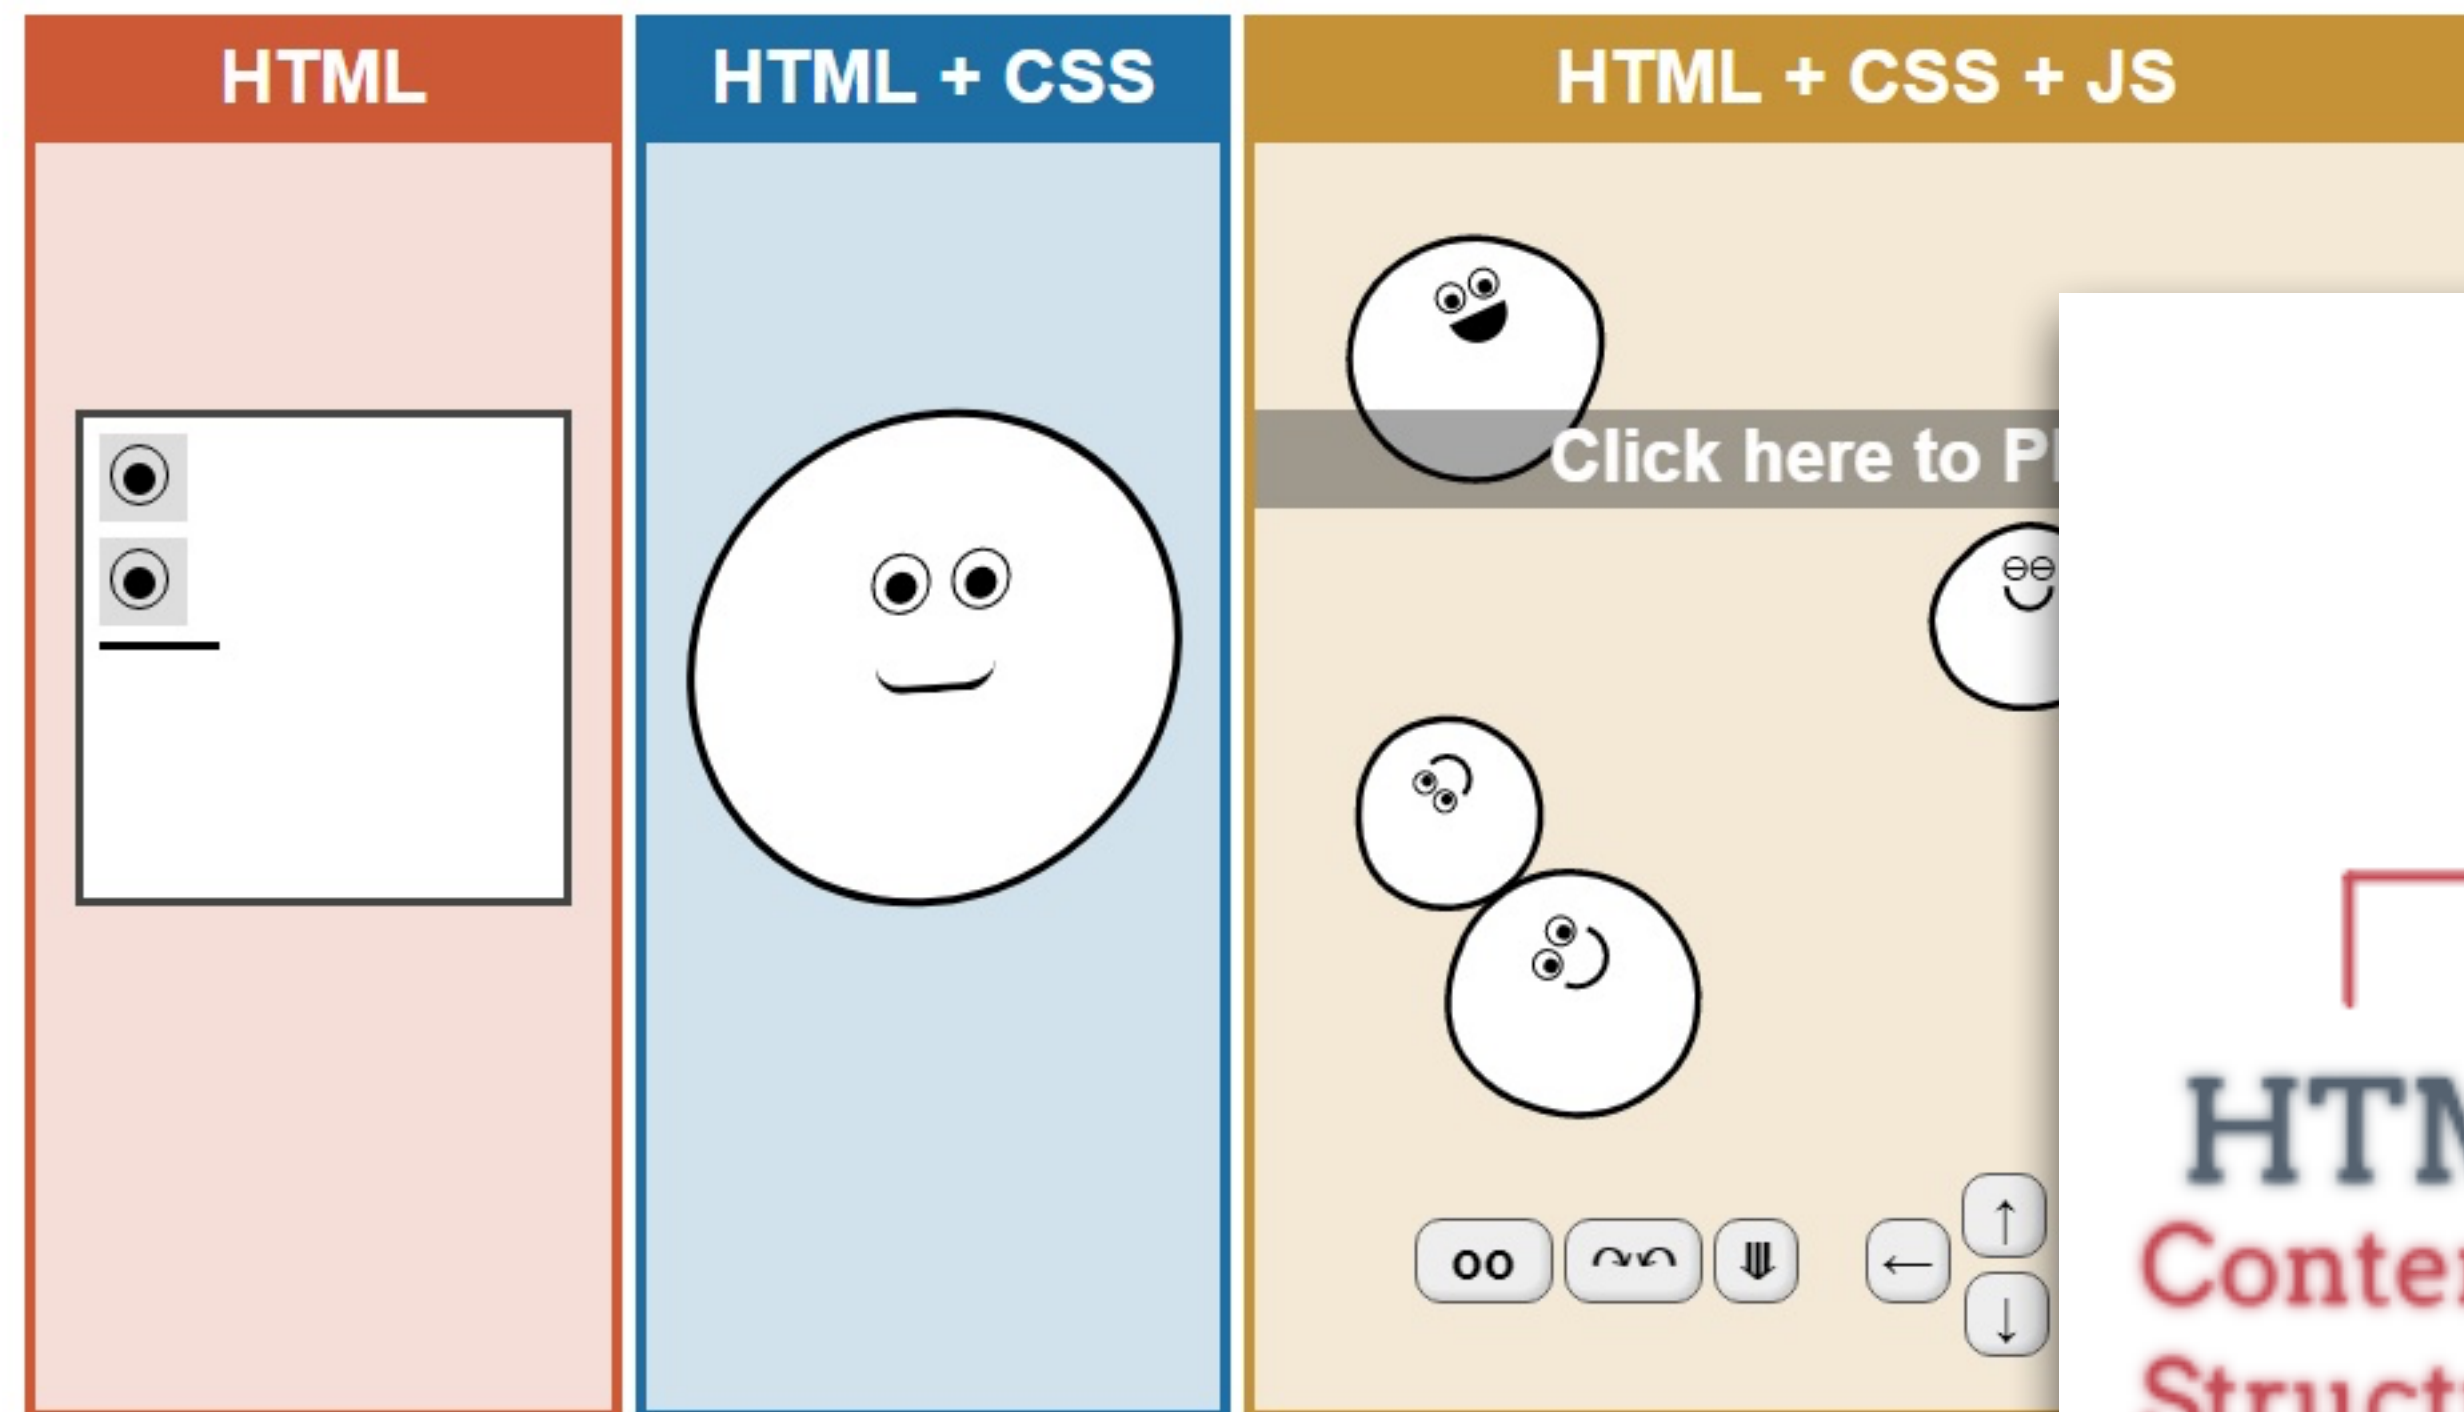 HTML
HTML + CSS
HTML + CSS + JS
Click here to
oo
↑
←
↓